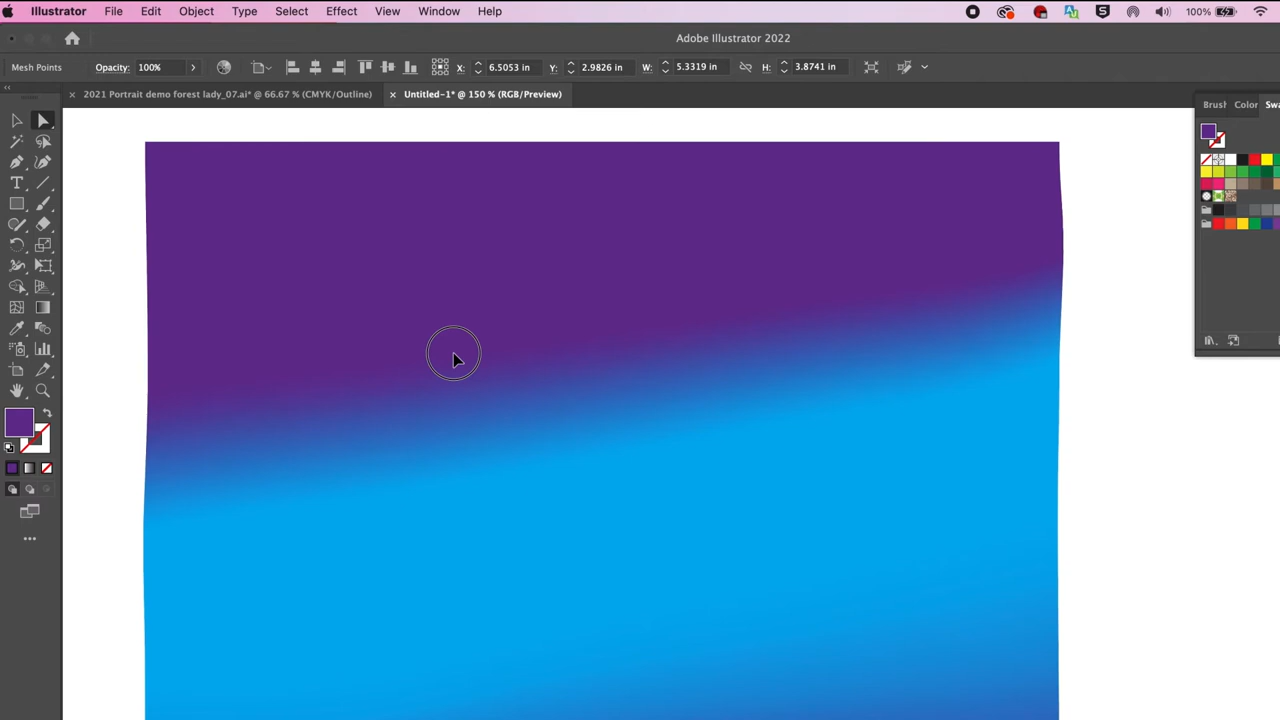 Illustrator File Edit Object Type Select Effect View Window Help 100%
Adobe Illustrator 2022
Mesh Points Opacity: 100% X: 6.5053 in Y: 2.9826 in W: 5.3319 in H: 3.8741 in
2021 Portrait demo forest lady_07.ai* @ 66.67 % (CMYK/Outline) Untitled-1* @ 150 % (RGB/Preview)
Brush Color Swa